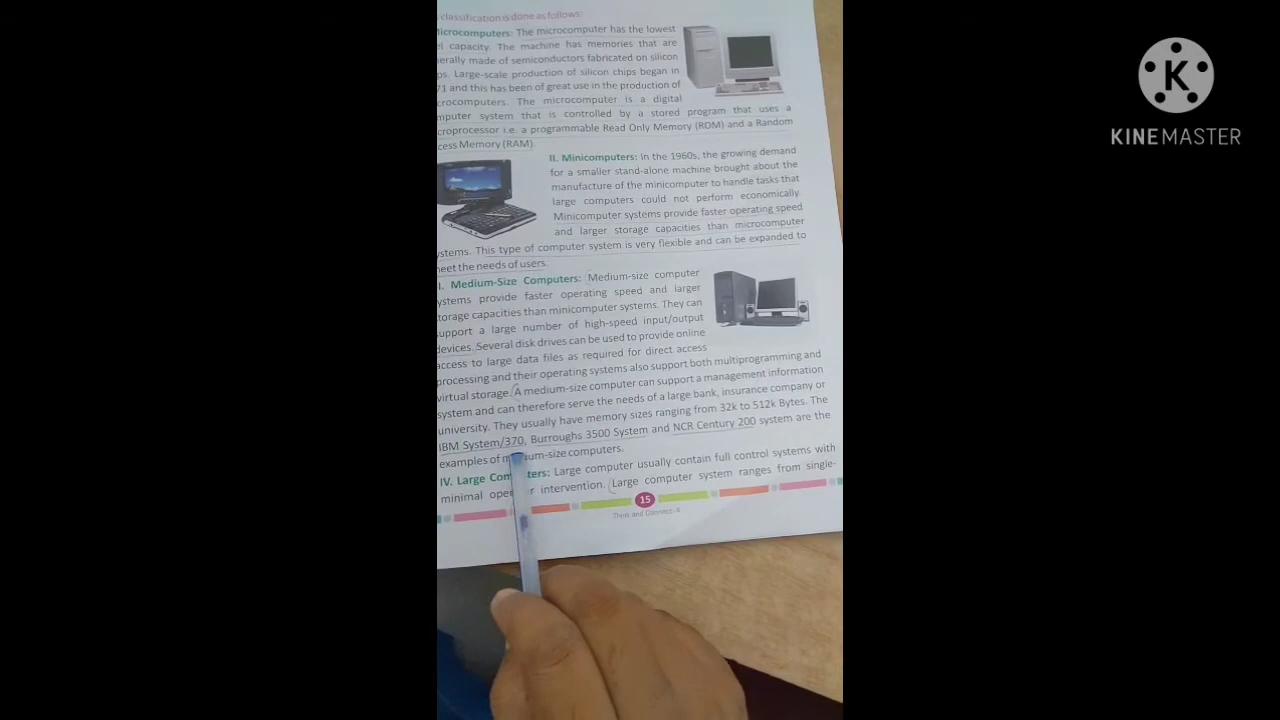 classification is done as follows:
icrocomputers: The microcomputer has the lowest
el capacity. The machine has memories that are
erally made of semiconductors fabricated on silicon
ps. Large-scale production of silicon chips began in
71 and this has been of great use in the production of
crocomputers. The microcomputer is a digital
mputer system that is controlled by a stored program that uses a
croprocessor i.e. a programmable Read Only Memory (ROM) and a Random
cess Memory (RAM).
II. Minicomputers: In the 1960s, the growing demand
for a smaller stand-alone machine brought about the
manufacture of the minicomputer to handle tasks that
large computers could not perform economically.
Minicomputer systems provide faster operating speed
and larger storage capacities than microcomputer
ystems. This type of computer system is very flexible and can be expanded to
eet the needs of users.
I. Medium-Size Computers: Medium-size computer
ystems provide faster operating speed and larger
torage capacities than minicomputer systems. They can
upport a large number of high-speed input/output
devices. Several disk drives can be used to provide online
access to large data files as required for direct access
processing and their operating systems also support both multiprogramming and
virtual storage. A medium-size computer can support a management information
system and can therefore serve the needs of a large bank, insurance company or
university. They usually have memory sizes ranging from 32k to 512k Bytes. The
IBM System/370, Burroughs 3500 System and NCR Century 200 system are the
examples of m ium-size computers.
IV. Large Com ters: Large computer usually contain full control systems with
minimal ope r intervention. Large computer system ranges from single-
15
Think and Connect-4
K
KINEMASTER